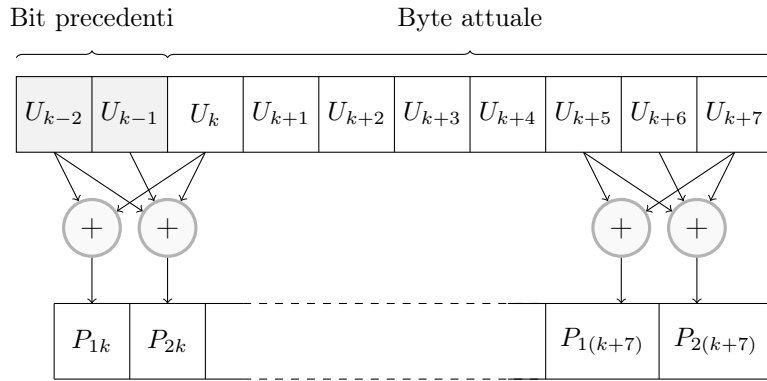 Bit precedenti Byte attuale
U_{k−2} U_{k−1} U_k U_{k+1} U_{k+2} U_{k+3} U_{k+4} U_{k+5} U_{k+6} U_{k+7}
+ + + +
P_{1k} P_{2k} P_{1(k+7)} P_{2(k+7)}